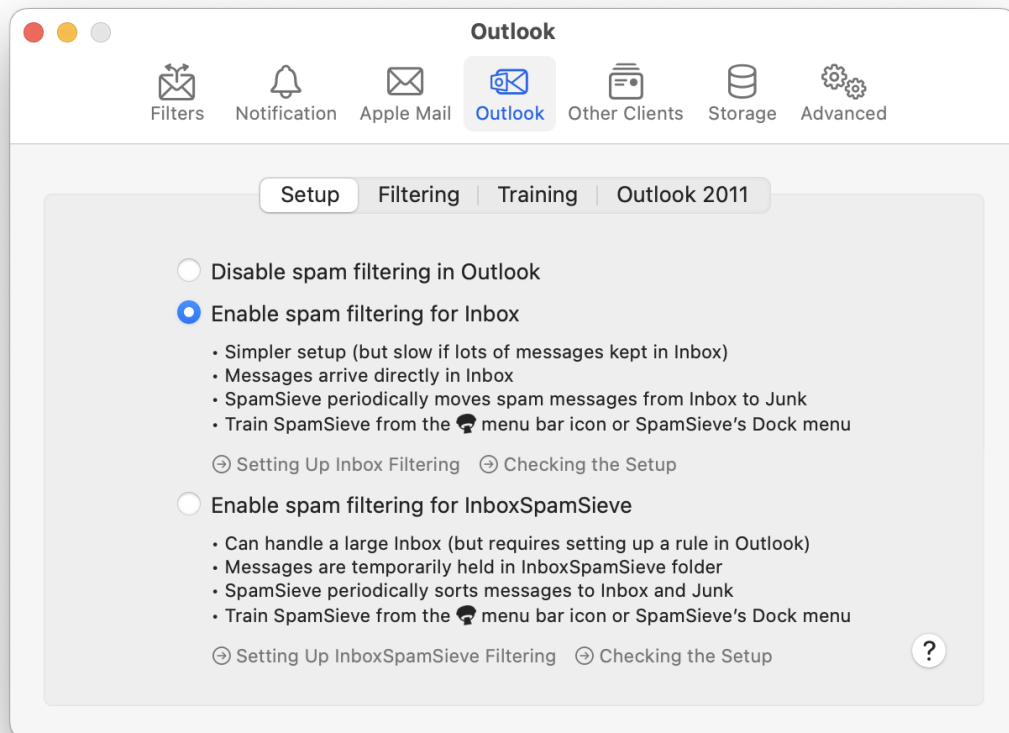 Outlook
Filters Notification Apple Mail Outlook Other Clients Storage Advanced
Setup Filtering Training Outlook 2011
Disable spam filtering in Outlook
Enable spam filtering for Inbox
• Simpler setup (but slow if lots of messages kept in Inbox)
• Messages arrive directly in Inbox
• SpamSieve periodically moves spam messages from Inbox to Junk
• Train SpamSieve from the menu bar icon or SpamSieve’s Dock menu
Setting Up Inbox Filtering Checking the Setup
Enable spam filtering for InboxSpamSieve
• Can handle a large Inbox (but requires setting up a rule in Outlook)
• Messages are temporarily held in InboxSpamSieve folder
• SpamSieve periodically sorts messages to Inbox and Junk
• Train SpamSieve from the menu bar icon or SpamSieve’s Dock menu
Setting Up InboxSpamSieve Filtering Checking the Setup
?